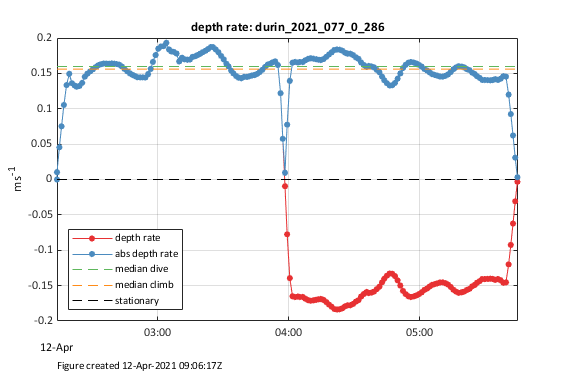 depth rate: durin_2021_077_0_286
0.2
0.15
0.1
0.05
0
-0.05
-0.1
-0.15
-0.2
ms⁻¹
depth rate
abs depth rate
median dive
median climb
stationary
03:00
04:00
05:00
12-Apr
Figure created 12-Apr-2021 09:06:17Z